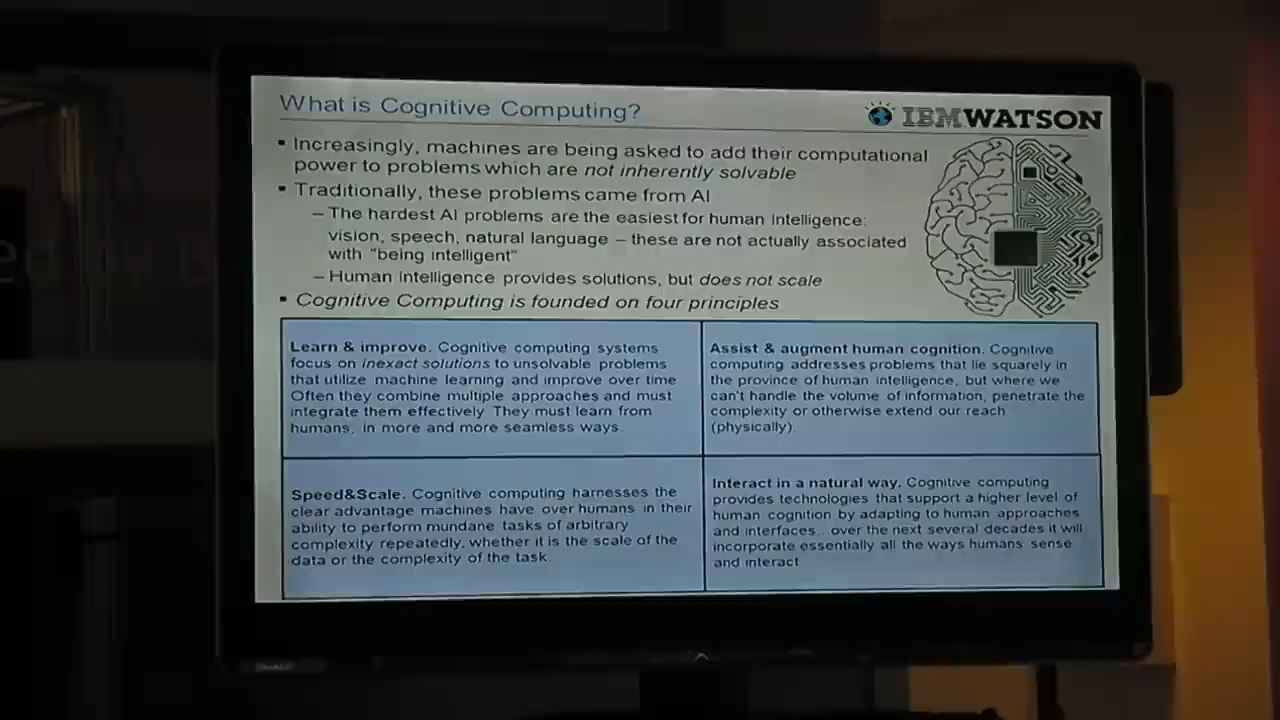 What is Cognitive Computing?
IBMWATSON
▪ Increasingly, machines are being asked to add their computational
power to problems which are not inherently solvable
▪ Traditionally, these problems came from AI
– The hardest AI problems are the easiest for human Intelligence:
vision, speech, natural language – these are not actually associated
with "being intelligent"
– Human Intelligence provides solutions, but does not scale
▪ Cognitive Computing is founded on four principles
Learn & improve. Cognitive computing systems
focus on inexact solutions to unsolvable problems
that utilize machine learning and improve over time
Often they combine multiple approaches and must
integrate them effectively They must learn from
humans, in more and more seamless ways.
Assist & augment human cognition. Cognitive
computing addresses problems that lie squarely in
the province of human intelligence, but where we
can't handle the volume of information, penetrate the
complexity or otherwise extend our reach
(physically).
Speed&Scale. Cognitive computing harnesses the
clear advantage machines have over humans in their
ability to perform mundane tasks of arbitrary
complexity repeatedly, whether it is the scale of the
data or the complexity of the task.
Interact in a natural way. Cognitive computing
provides technologies that support a higher level of
human cognition by adapting to human approaches
and interfaces...over the next several decades it will
incorporate essentially all the ways humans sense
and interact